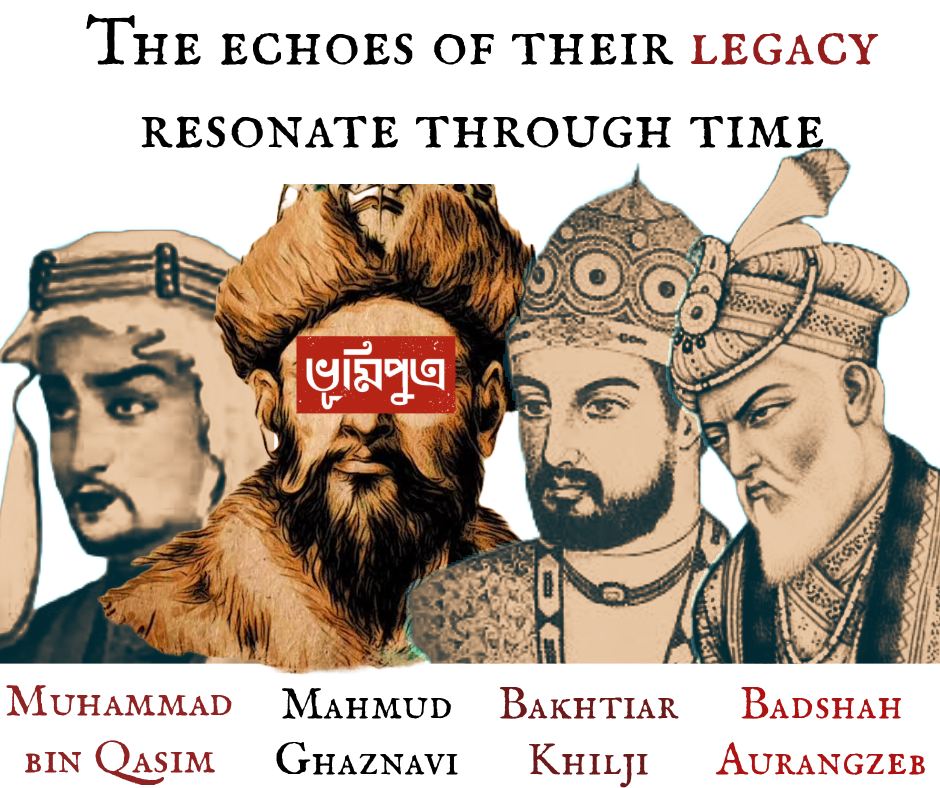 The echoes of their legacy
resonate through time
ভূমিপুত্র
Muhammad
bin Qasim
Mahmud
Ghaznavi
Bakhtiar
Khilji
Badshah
Aurangzeb